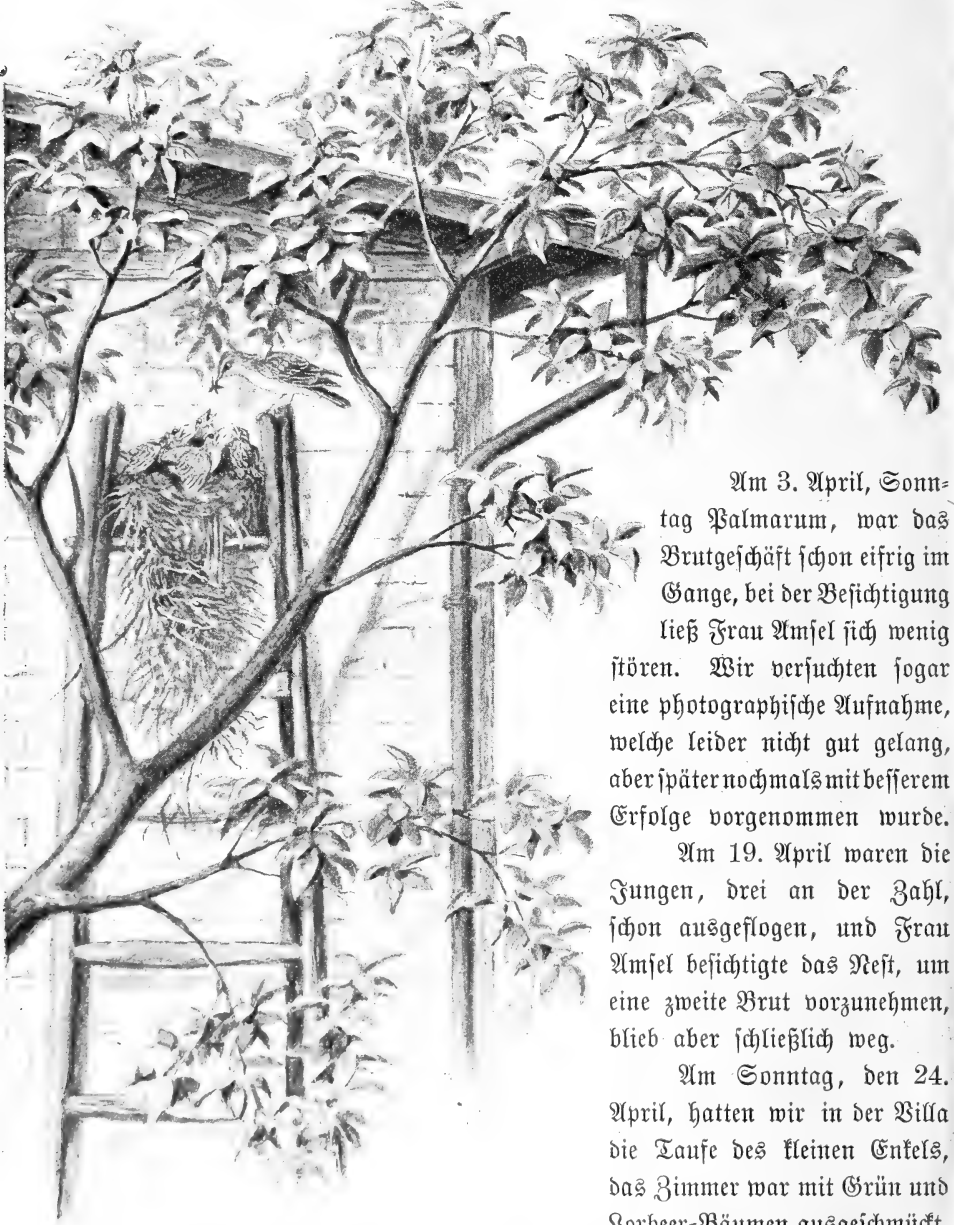 Am 3. April, Sonn-
tag Palmarum, war das
Brutgeschäft schon eifrig im
Gange, bei der Besichtigung
ließ Frau Amsel sich wenig
stören. Wir versuchten sogar
eine photographische Aufnahme,
welche leider nicht gut gelang,
aber später nochmals mit besserem
Erfolge vorgenommen wurde.
Am 19. April waren die
Jungen, drei an der Zahl,
schon ausgeflogen, und Frau
Amsel besichtigte das Nest, um
eine zweite Brut vorzunehmen,
blieb aber schließlich weg.
Am Sonntag, den 24.
April, hatten wir in der Villa
die Taufe des kleinen Enkels,
das Zimmer war mit Grün und
Lorbeer-Bäumen ausgeschmückt,